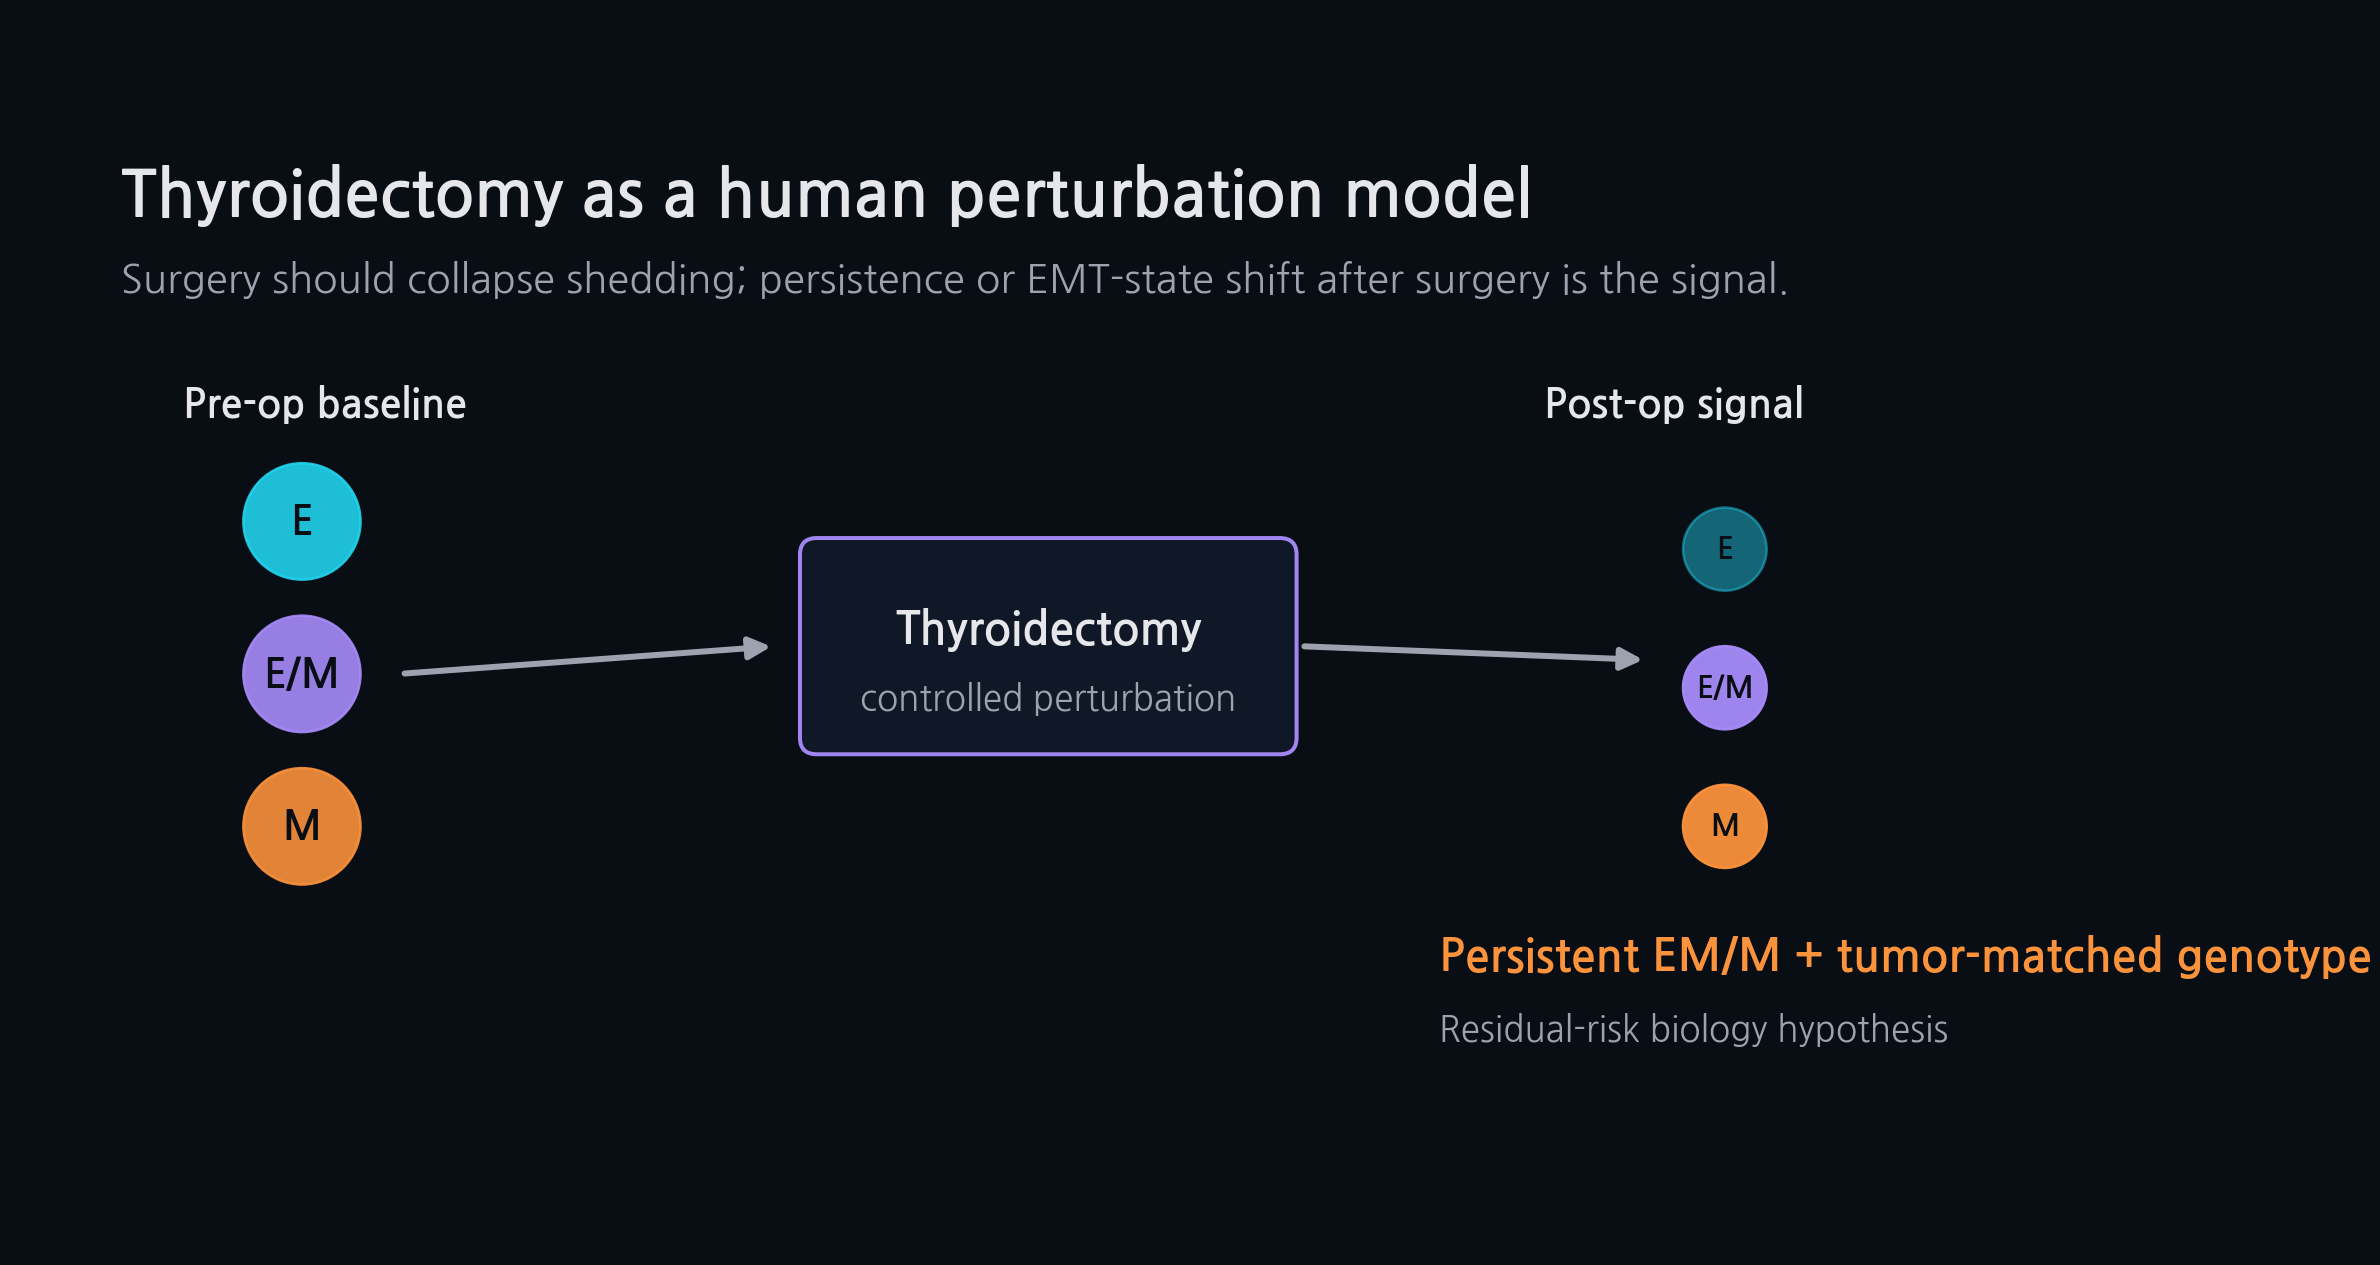 Thyroidectomy as a human perturbation model
Surgery should collapse shedding; persistence or EMT-state shift after surgery is the signal.
Pre-op baseline
E
E/M
M
Thyroidectomy
controlled perturbation
Post-op signal
E
E/M
M
Persistent EM/M + tumor-matched genotype
Residual-risk biology hypothesis